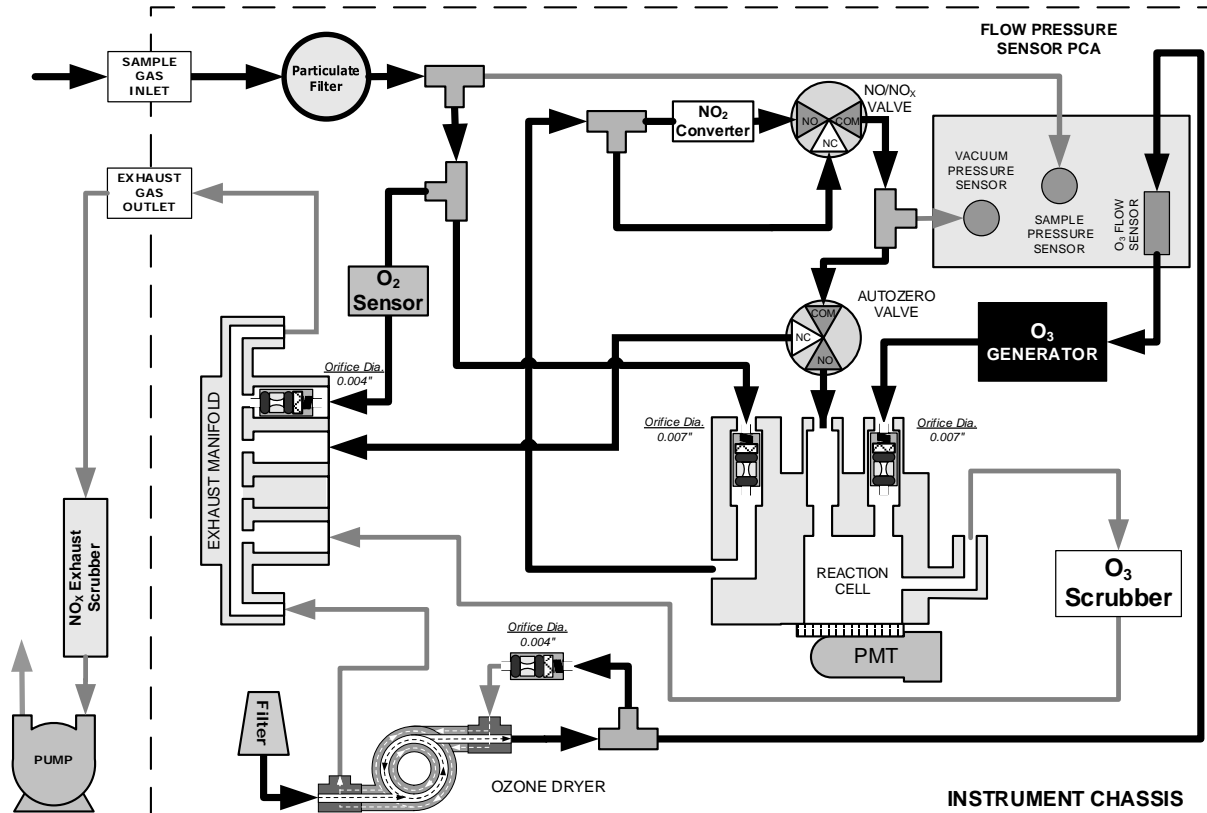 FLOW PRESSURE
SENSOR PCA
SAMPLE
GAS
INLET
Particulate
Filter
NO₂
Converter
NO/NOX
VALVE
NO
COM
NC
EXHAUST
GAS
OUTLET
VACUUM
PRESSURE
SENSOR
SAMPLE
PRESSURE
SENSOR
O₃ FLOW
SENSOR
O₂
Sensor
AUTOZERO
VALVE
COM
NC
NO
O₃
GENERATOR
Orifice Dia.
0.004"
Orifice Dia.
0.007"
Orifice Dia.
0.007"
EXHAUST MANIFOLD
NOX Exhaust
Scrubber
REACTION
CELL
O₃
Scrubber
Orifice Dia.
0.004"
PMT
Filter
PUMP
OZONE DRYER
INSTRUMENT CHASSIS